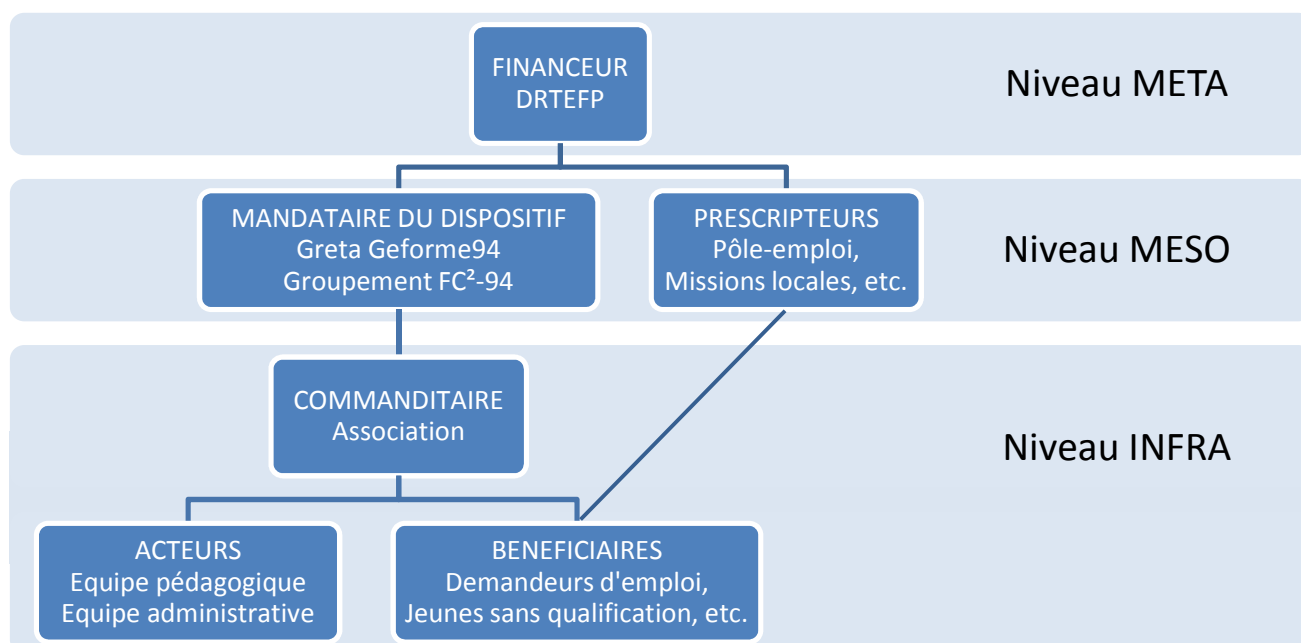 FINANCEUR
DRTEFP
Niveau META
MANDATAIRE DU DISPOSITIF
Greta Geforme94
Groupement FC²-94
PRESCRIPTEURS
Pôle-emploi,
Missions locales, etc.
Niveau MESO
COMMANDITAIRE
Association
Niveau INFRA
ACTEURS
Equipe pédagogique
Equipe administrative
BENEFICIAIRES
Demandeurs d'emploi,
Jeunes sans qualification, etc.